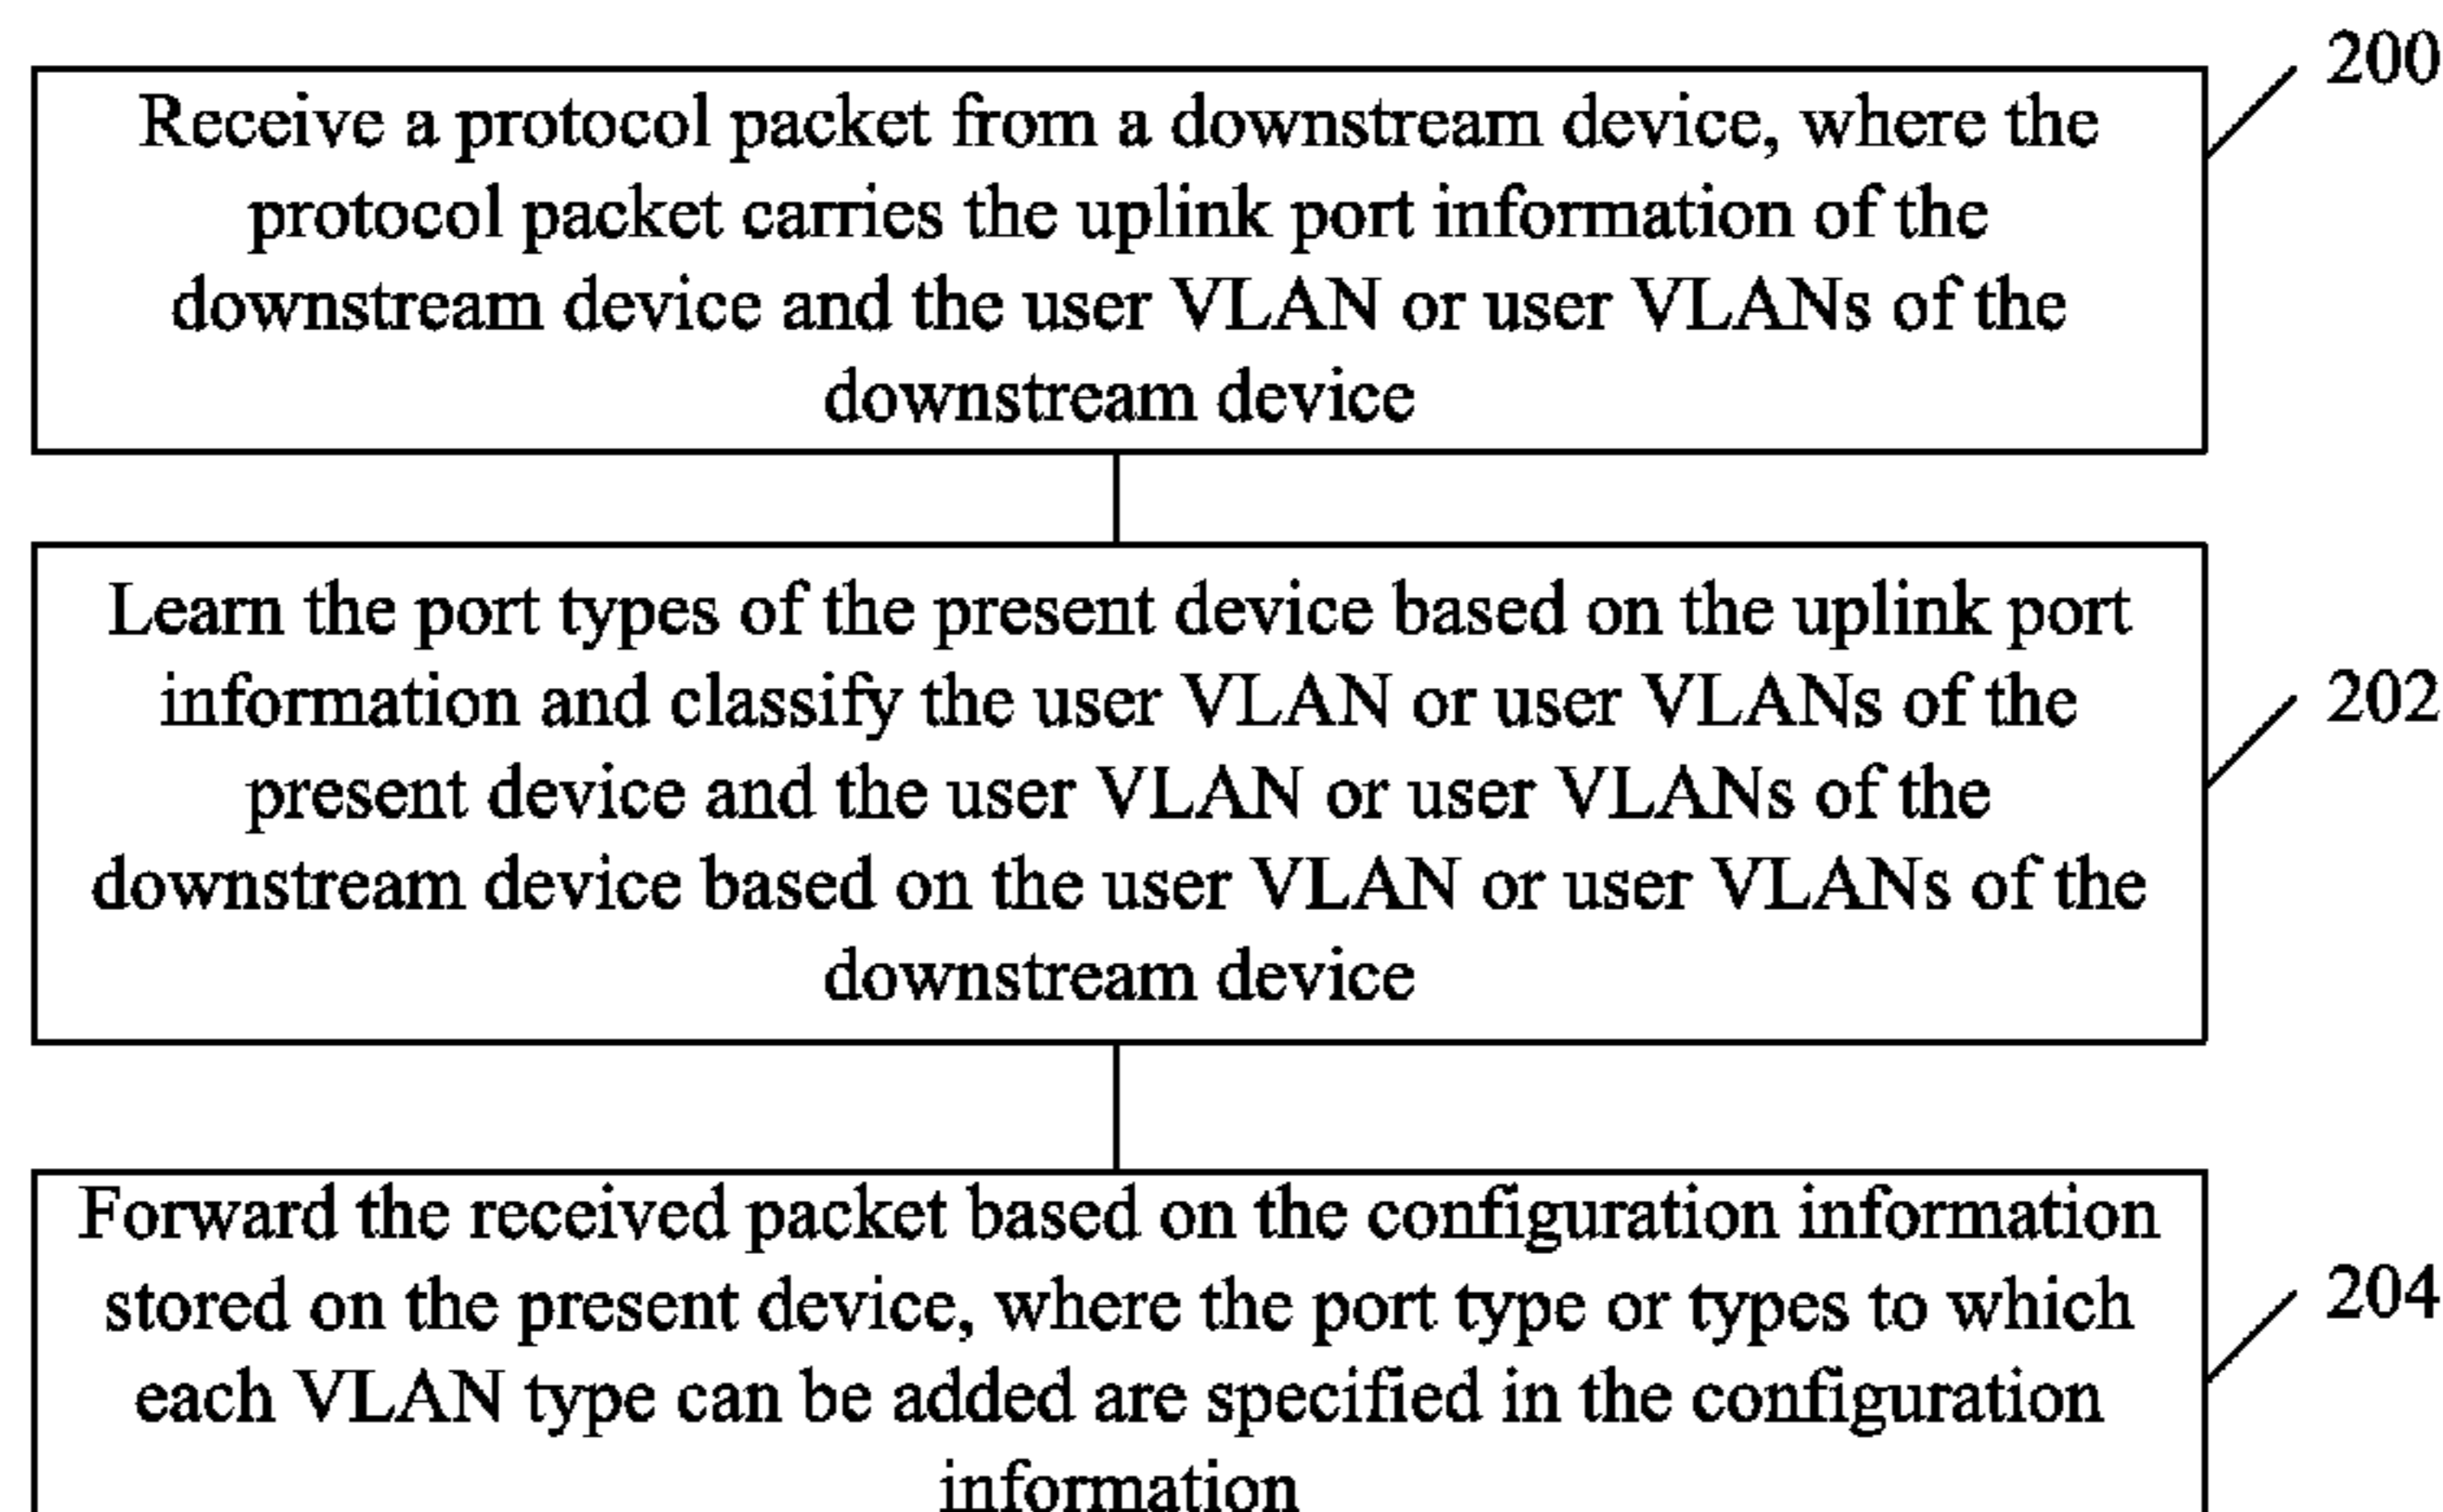 200
Receive a protocol packet from a downstream device, where the
protocol packet carries the uplink port information of the
downstream device and the user VLAN or user VLANs of the
downstream device
Learn the port types of the present device based on the uplink port
information and classify the user VLAN or user VLANs of the
present device and the user VLAN or user VLANs of the
downstream device based on the user VLAN or user VLANs of the
downstream device
202
Forward the received packet based on the configuration information
stored on the present device, where the port type or types to which
each VLAN type can be added are specified in the configuration
information
204